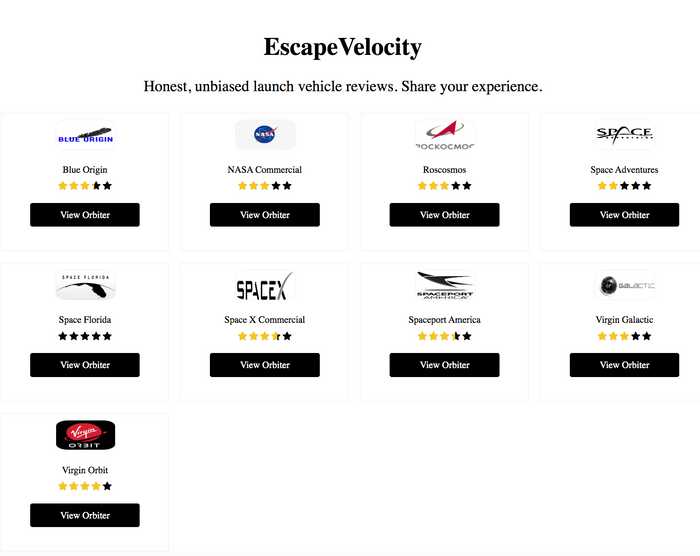 EscapeVelocity
Honest, unbiased launch vehicle reviews. Share your experience.
BLUE ORIGIN
NASA
РОСКОСМОС
SPACE
Blue Origin
NASA Commercial
Roscosmos
Space Adventures
View Orbiter
View Orbiter
View Orbiter
View Orbiter
SPACE FLORIDA
SPACEX
SPACEPORT
AMERICA
GALACTIC
Space Florida
Space X Commercial
Spaceport America
Virgin Galactic
View Orbiter
View Orbiter
View Orbiter
View Orbiter
Virgin
ORBIT
Virgin Orbit
View Orbiter